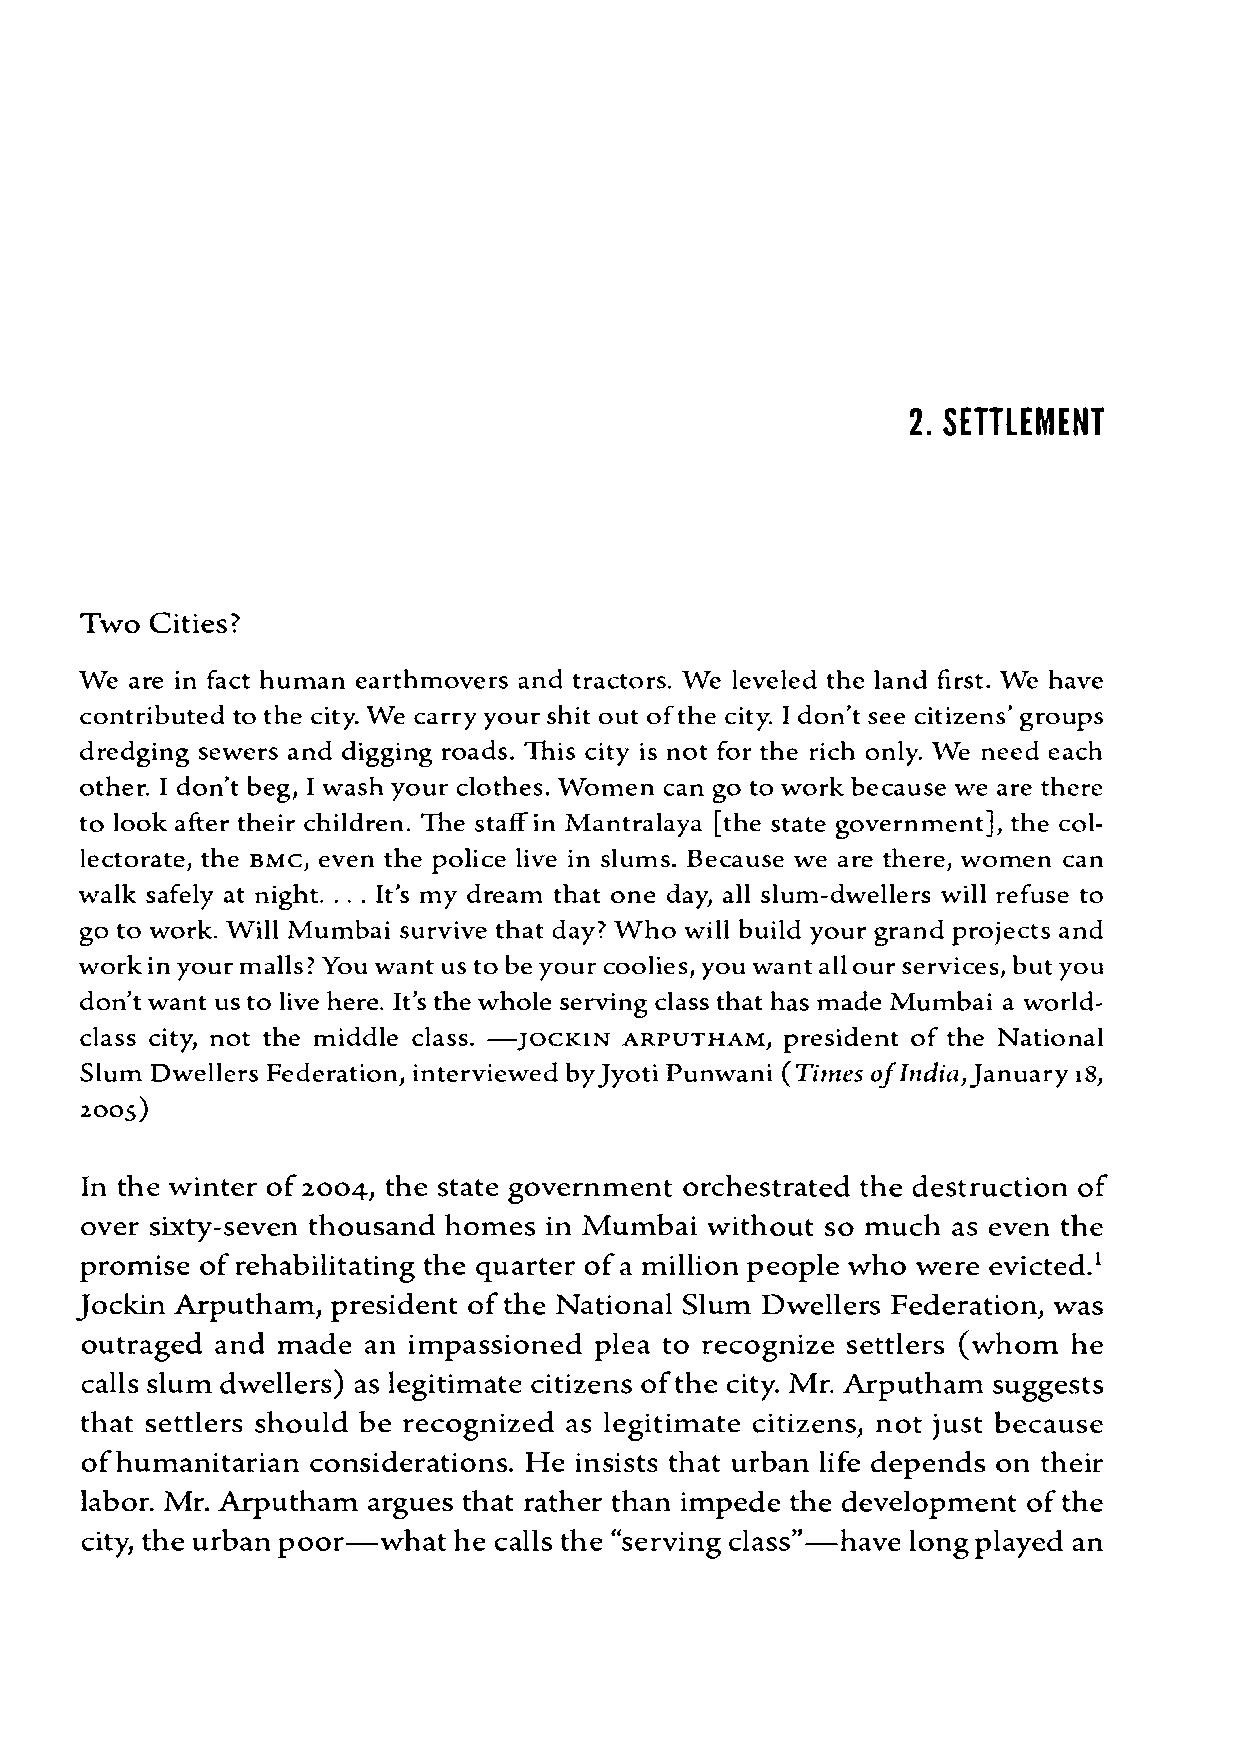 2. SETTLEMENT
Two Cities?
We are in fact human earthmovers and tractors. We leveled the land first. We have
contributed to the city. We carry your shit out of the city. I don't see citizens' groups
dredging sewers and digging roads. This city is not for the rich only. We need each
other. I don't beg, I wash your clothes. Women can go to work because we are there
to look after their children. The staff in Mantralaya [the state government], the col-
lectorate, the BMC, even the police live in slums. Because we are there, women can
walk safely at night. . . . It's my dream that one day, all slum-dwellers will refuse to
go to work. Will Mumbai survive that day? Who will build your grand projects and
work in your malls? You want us to be your coolies, you want all our services, but you
don't want us to live here. It's the whole serving class that has made Mumbai a world-
class city, not the middle class. —JOCKIN ARPUTHAM, president of the National
Slum Dwellers Federation, interviewed by Jyoti Punwani (Times of India, January 18,
2005)
In the winter of 2004, the state government orchestrated the destruction of
over sixty-seven thousand homes in Mumbai without so much as even the
promise of rehabilitating the quarter of a million people who were evicted.¹
Jockin Arputham, president of the National Slum Dwellers Federation, was
outraged and made an impassioned plea to recognize settlers (whom he
calls slum dwellers) as legitimate citizens of the city. Mr. Arputham suggests
that settlers should be recognized as legitimate citizens, not just because
of humanitarian considerations. He insists that urban life depends on their
labor. Mr. Arputham argues that rather than impede the development of the
city, the urban poor—what he calls the “serving class”—have long played an